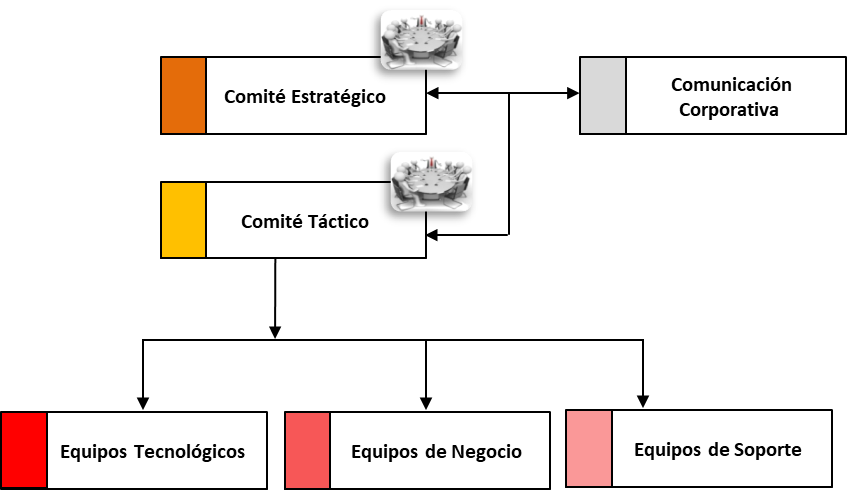 Comité Estratégico
Comunicación
Corporativa
Comité Táctico
Equipos Tecnológicos
Equipos de Negocio
Equipos de Soporte